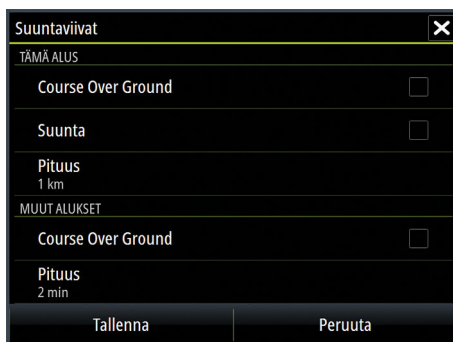 Suuntaviivat
TÄMÄ ALUS
Course Over Ground
Suunta
Pituus
1 km
MUUT ALUKSET
Course Over Ground
Pituus
2 min
Tallenna Peruuta